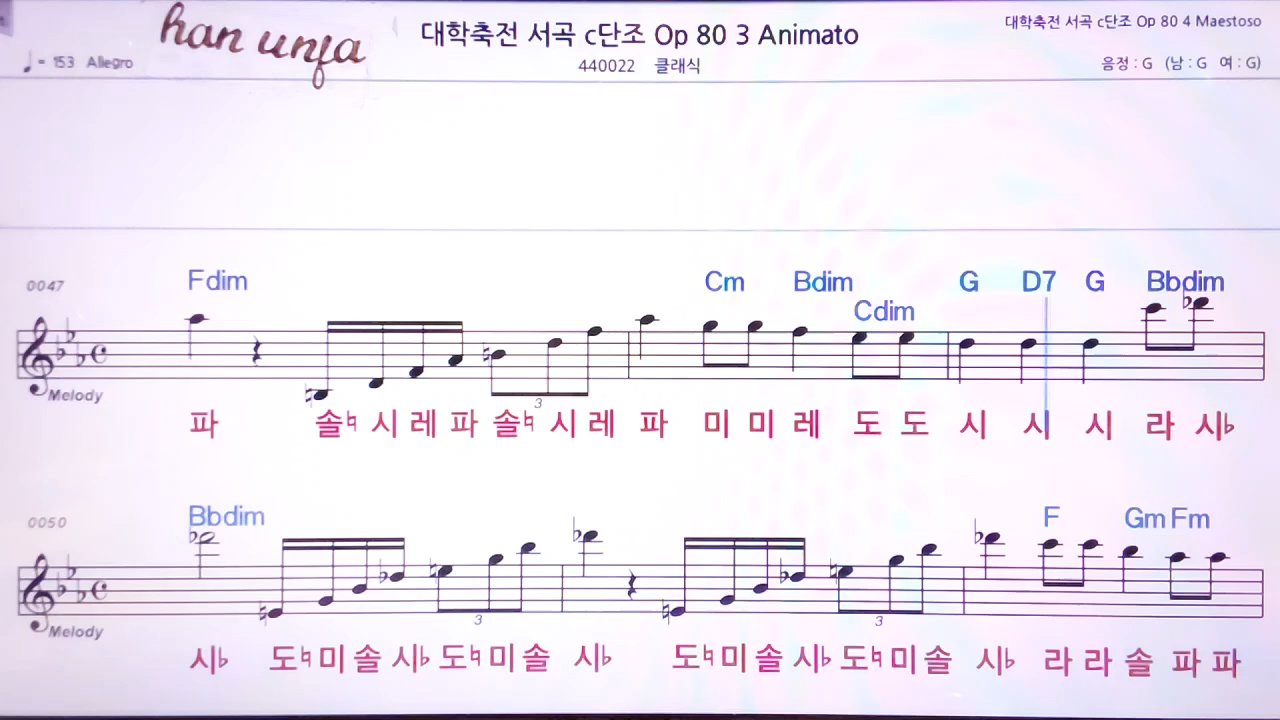 han unfa
대학축전 서곡 c단조 Op 80 3 Animato
대학축전 서곡 c단조 Op 80 4 Maestoso
♩= 153 Allegro
440022 클래식
음정 : G (남 : G 여 : G)
0047
Fdim Cm Bdim Cdim G D7 G Bbdim
3
Melody
파 솔♮ 시 레 파 솔♮ 시 레 파 미 미 레 도 도 시 시 시 라 시♭
0050
Bbdim F Gm Fm
3 3
Melody
시♭ 도♮ 미 솔 시♭ 도♮ 미 솔 시♭ 도♮ 미 솔 시♭ 도♮ 미 솔 시♭ 라 라 솔 파 파